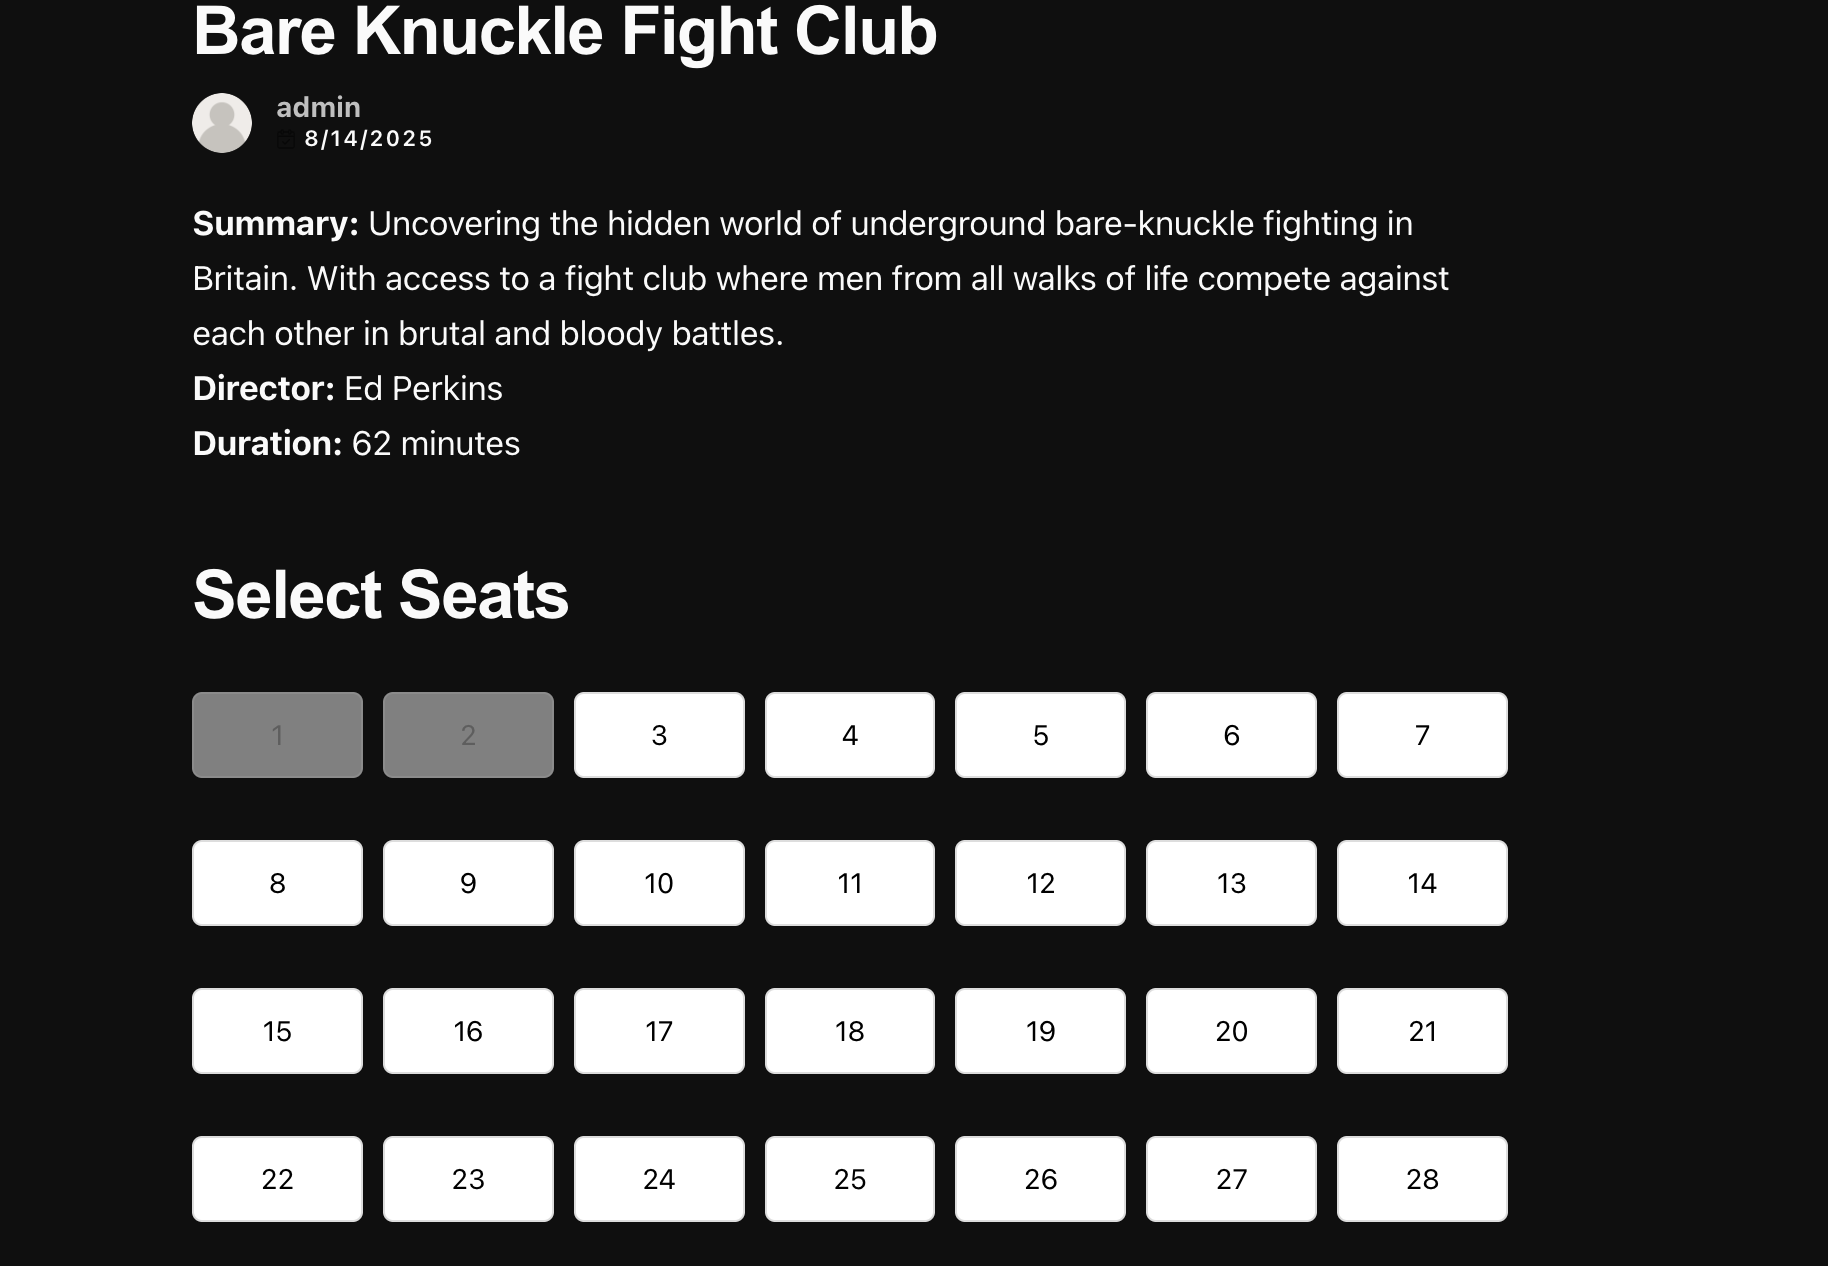 Bare Knuckle Fight Club
admin
8/14/2025
Summary: Uncovering the hidden world of underground bare-knuckle fighting in
Britain. With access to a fight club where men from all walks of life compete against
each other in brutal and bloody battles.
Director: Ed Perkins
Duration: 62 minutes
Select Seats
1 2 3 4 5 6 7
8 9 10 11 12 13 14
15 16 17 18 19 20 21
22 23 24 25 26 27 28